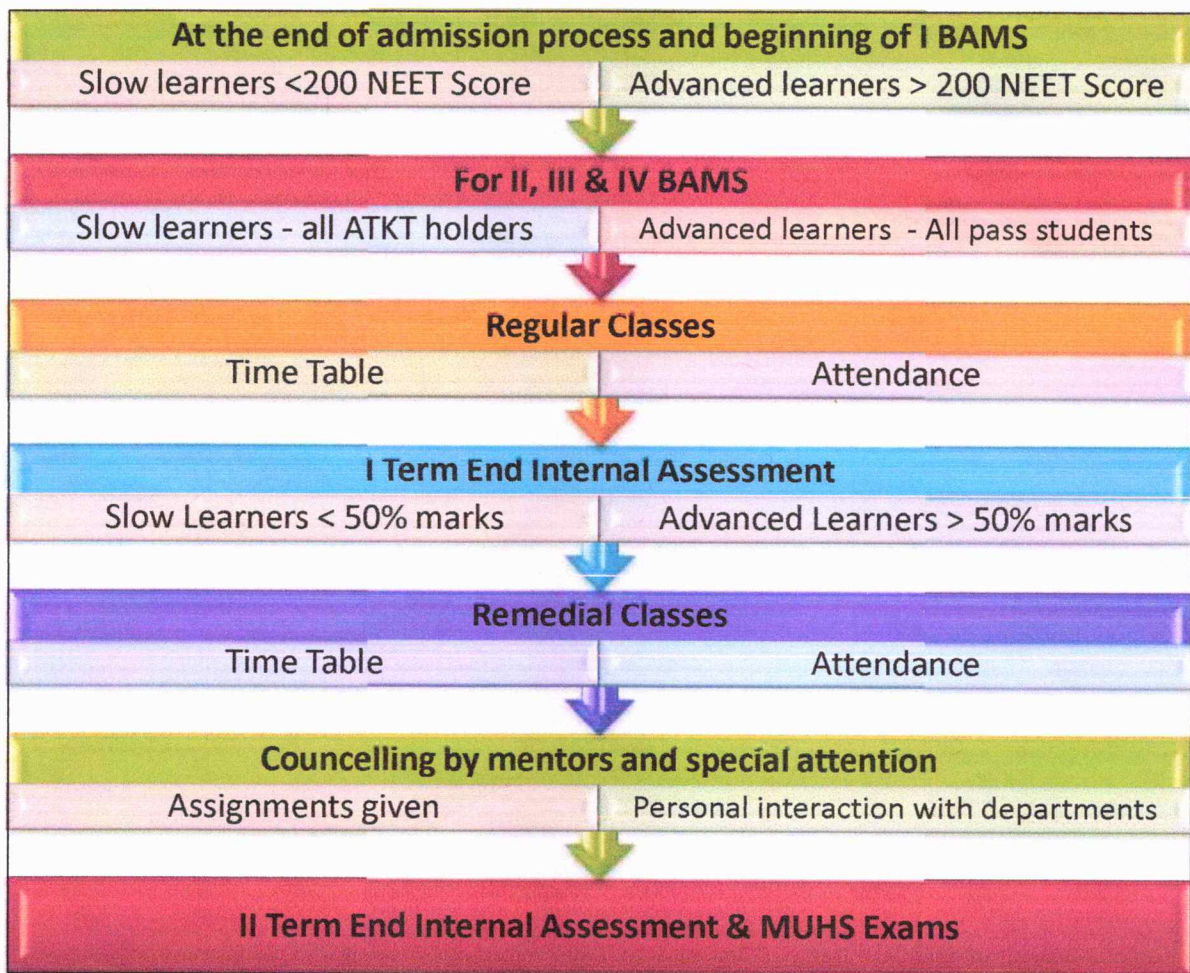 At the end of admission process and beginning of I BAMS
Slow learners <200 NEET Score
Advanced learners > 200 NEET Score
For II, III & IV BAMS
Slow learners - all ATKT holders
Advanced learners - All pass students
Regular Classes
Time Table
Attendance
I Term End Internal Assessment
Slow Learners < 50% marks
Advanced Learners > 50% marks
Remedial Classes
Time Table
Attendance
Councelling by mentors and special attention
Assignments given
Personal interaction with departments
II Term End Internal Assessment & MUHS Exams